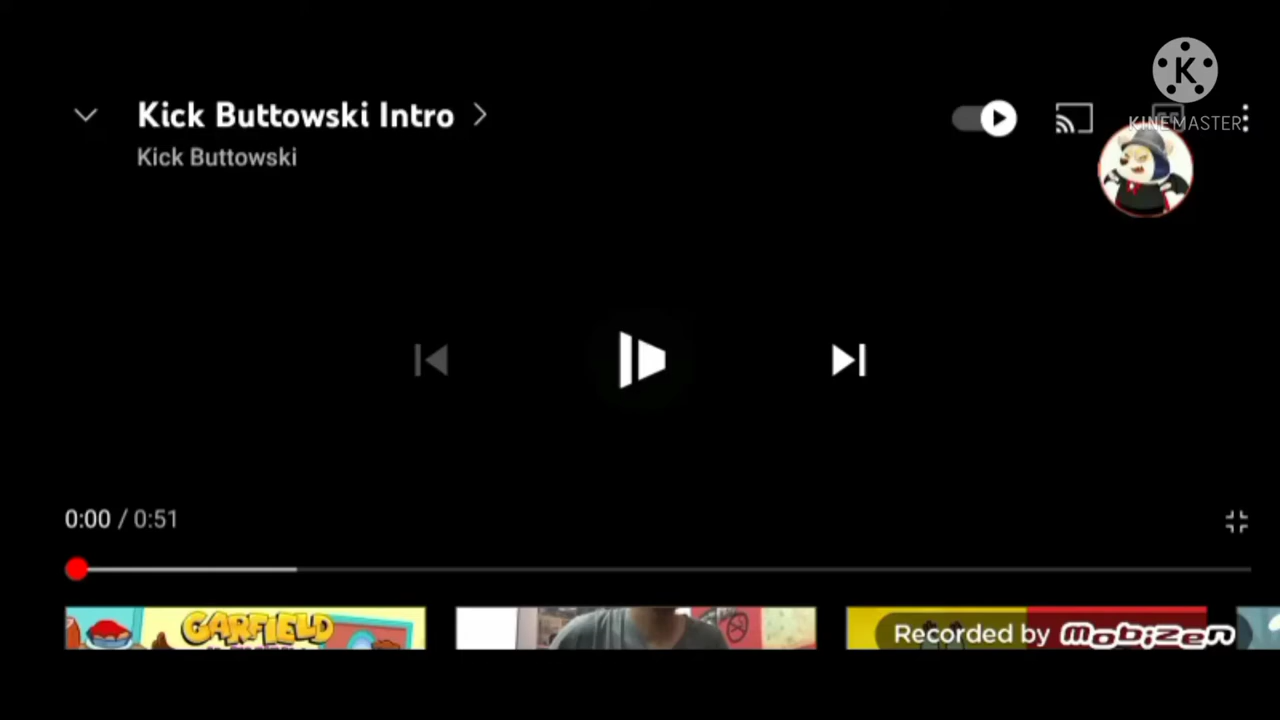 Kick Buttowski Intro
Kick Buttowski
KINEMASTER
0:00 / 0:51
GARFIELD
Recorded by mobizen